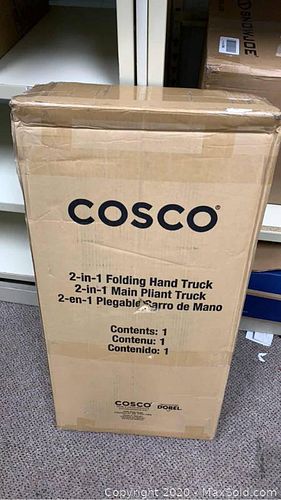 COSCO®
2-in-1 Folding Hand Truck
2-in-1 Main Pliant Truck
2-en-1 Plegable Carro de Mano
Contents: 1
Contenu: 1
Contenido: 1
COSCO DOREL
Copyright © 2020 - MaxSold.com